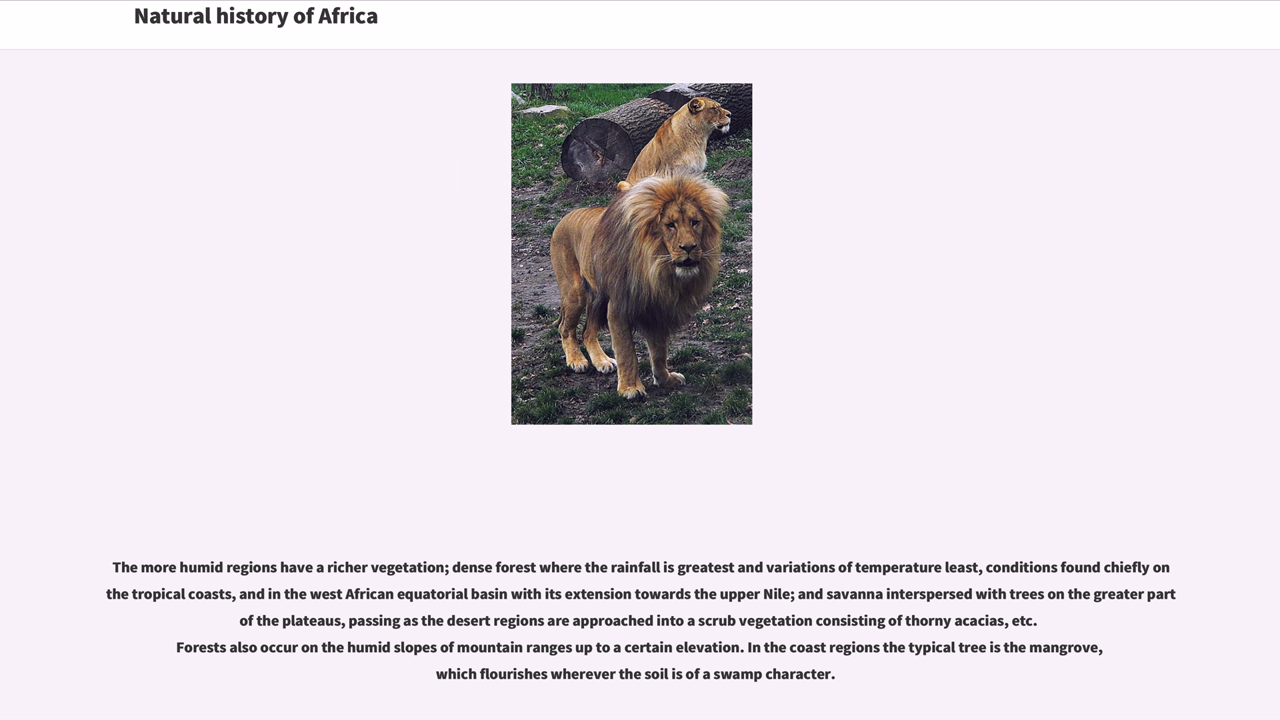 Natural history of Africa
The more humid regions have a richer vegetation; dense forest where the rainfall is greatest and variations of temperature least, conditions found chiefly on
the tropical coasts, and in the west African equatorial basin with its extension towards the upper Nile; and savanna interspersed with trees on the greater part
of the plateaus, passing as the desert regions are approached into a scrub vegetation consisting of thorny acacias, etc.
Forests also occur on the humid slopes of mountain ranges up to a certain elevation. In the coast regions the typical tree is the mangrove,
which flourishes wherever the soil is of a swamp character.